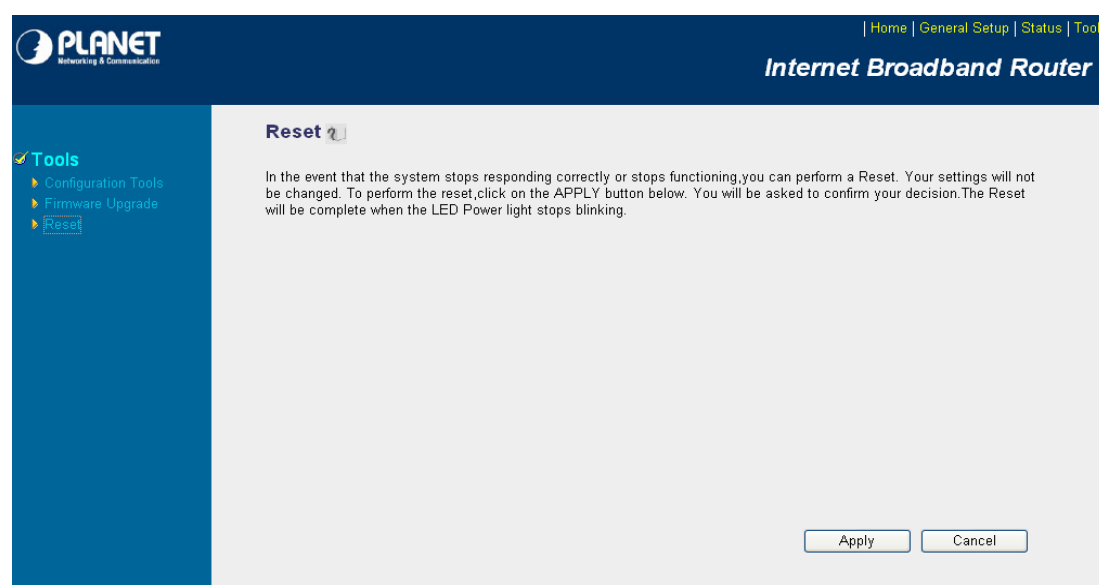 PLANET
Networking & Communication
| Home | General Setup | Status | Tool
Internet Broadband Router
Tools
Configuration Tools
Firmware Upgrade
Reset
Reset
In the event that the system stops responding correctly or stops functioning,you can perform a Reset. Your settings will not
be changed. To perform the reset,click on the APPLY button below. You will be asked to confirm your decision.The Reset
will be complete when the LED Power light stops blinking.
Apply Cancel